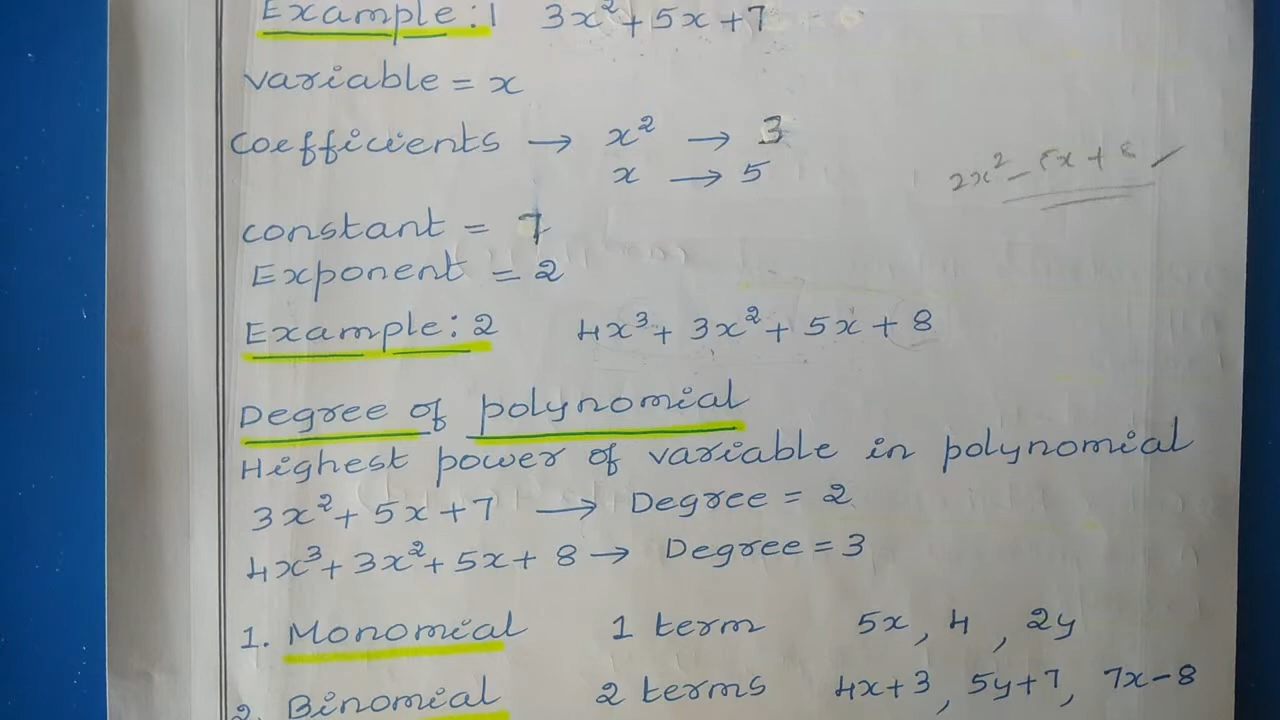 Example:1 3x²+5x+7
variable = x
coefficients → x² → 3
x → 5
2x² -
constant = 7
Exponent = 2
Example: 2 4x³+ 3x²+ 5x + 8
Degree of polynomial
Highest power of variable in polynomial
3x²+ 5x+7 → Degree = 2
4x³+3x²+5x+ 8 → Degree = 3
1. Monomial 1 term 5x, 4, 2y
2. Binomial 2 terms 4x+3, 5y+7, 7x-8